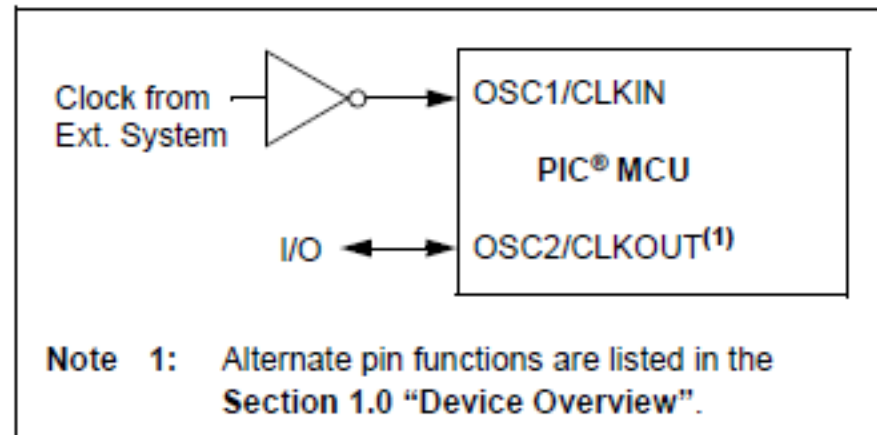 Clock from
Ext. System
OSC1/CLKIN
PIC® MCU
I/O
OSC2/CLKOUT(1)
Note 1: Alternate pin functions are listed in the
Section 1.0 “Device Overview”.